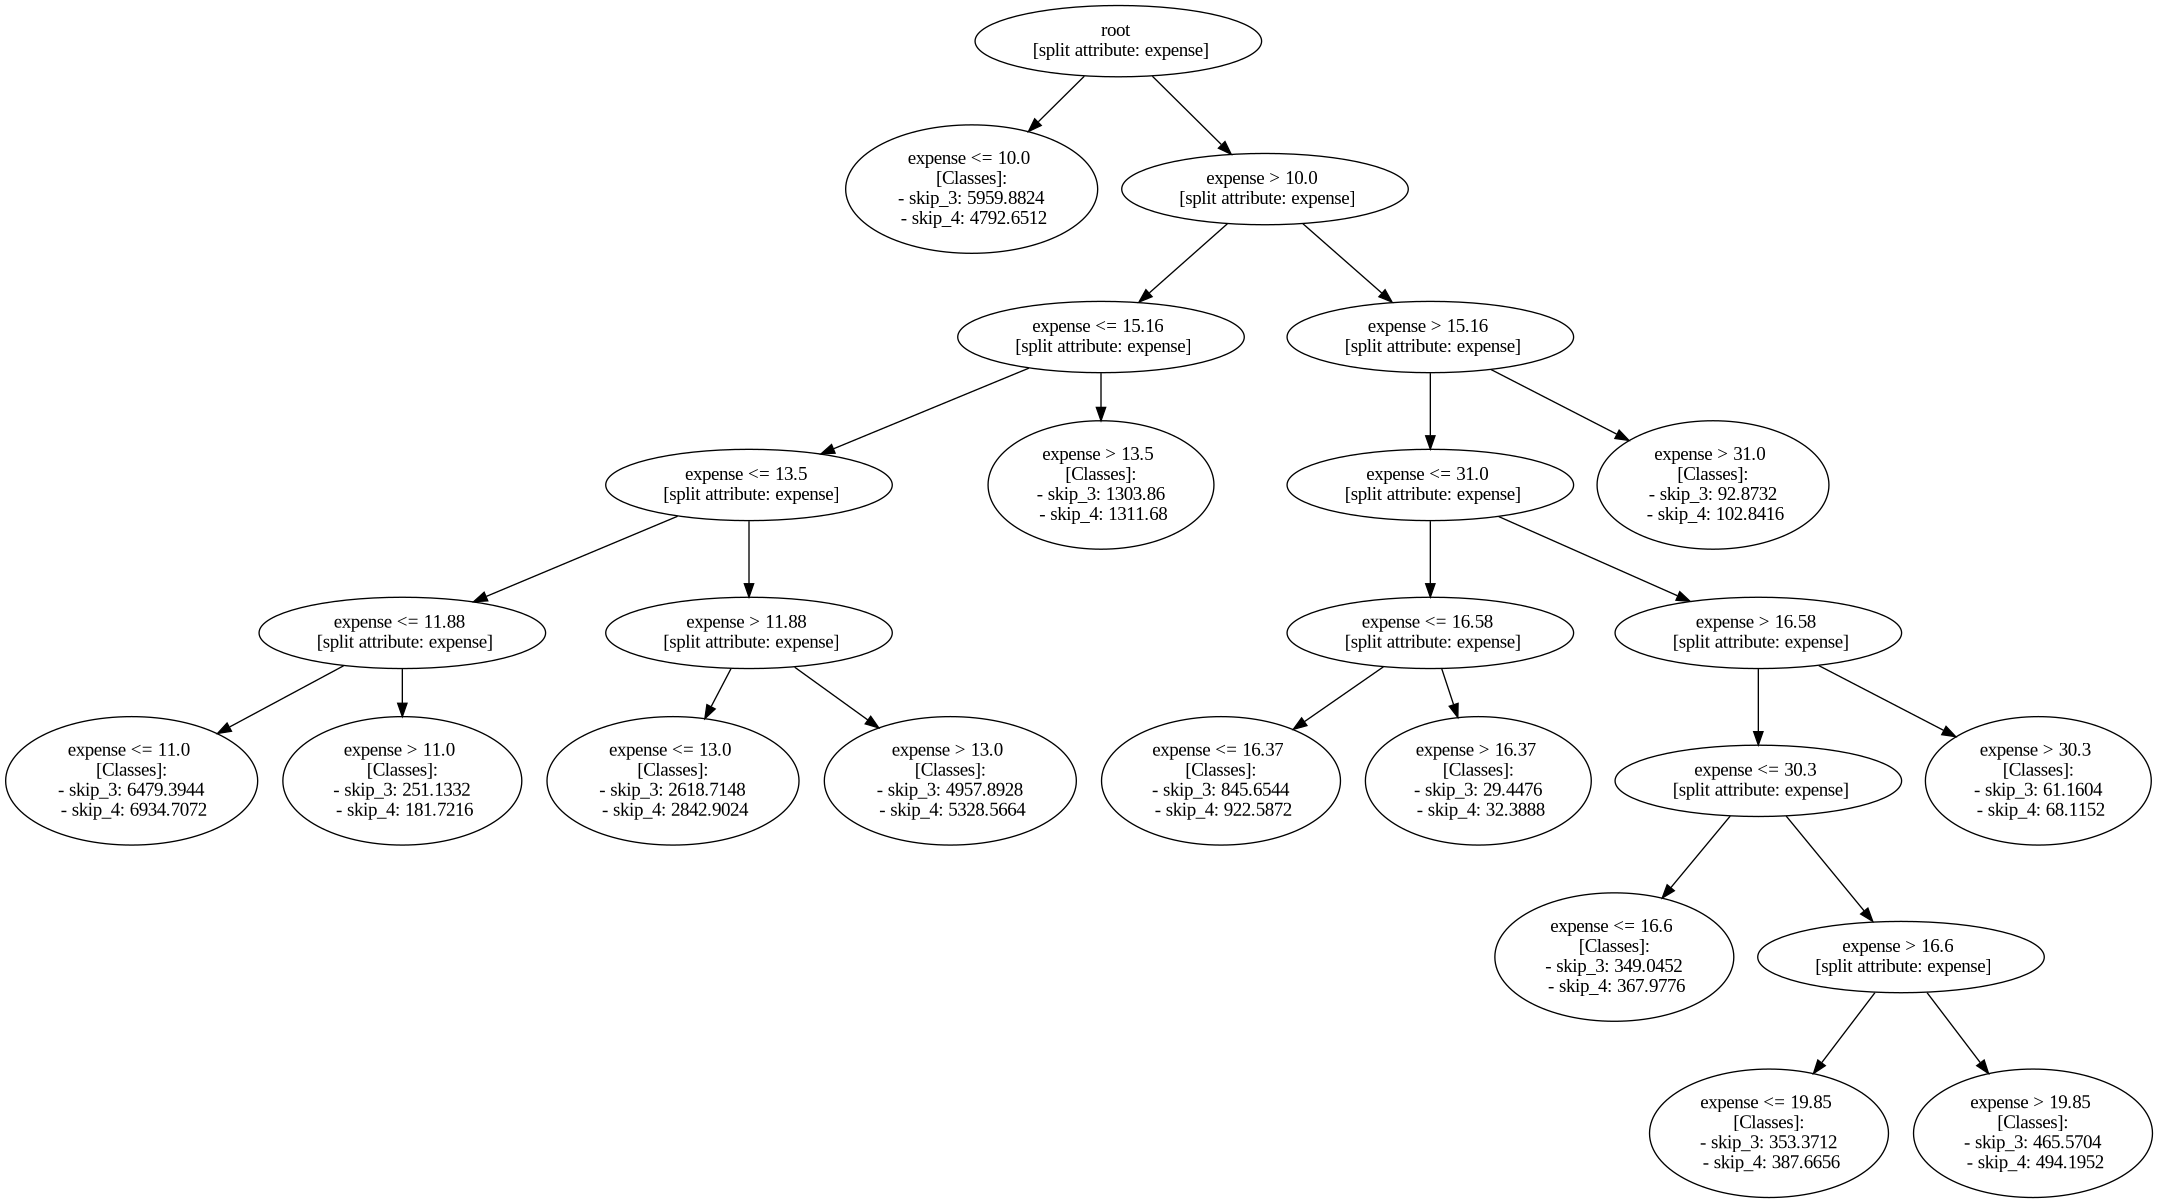 root
[split attribute: expense]
expense <= 10.0
[Classes]:
- skip_3: 5959.8824
- skip_4: 4792.6512
expense > 10.0
[split attribute: expense]
expense <= 15.16
[split attribute: expense]
expense > 15.16
[split attribute: expense]
expense <= 13.5
[split attribute: expense]
expense > 13.5
[Classes]:
- skip_3: 1303.86
- skip_4: 1311.68
expense <= 31.0
[split attribute: expense]
expense > 31.0
[Classes]:
- skip_3: 92.8732
- skip_4: 102.8416
expense <= 11.88
[split attribute: expense]
expense > 11.88
[split attribute: expense]
expense <= 16.58
[split attribute: expense]
expense > 16.58
[split attribute: expense]
expense <= 11.0
[Classes]:
- skip_3: 6479.3944
- skip_4: 6934.7072
expense > 11.0
[Classes]:
- skip_3: 251.1332
- skip_4: 181.7216
expense <= 13.0
[Classes]:
- skip_3: 2618.7148
- skip_4: 2842.9024
expense > 13.0
[Classes]:
- skip_3: 4957.8928
- skip_4: 5328.5664
expense <= 16.37
[Classes]:
- skip_3: 845.6544
- skip_4: 922.5872
expense > 16.37
[Classes]:
- skip_3: 29.4476
- skip_4: 32.3888
expense <= 30.3
[split attribute: expense]
expense > 30.3
[Classes]:
- skip_3: 61.1604
- skip_4: 68.1152
expense <= 16.6
[Classes]:
- skip_3: 349.0452
- skip_4: 367.9776
expense > 16.6
[split attribute: expense]
expense <= 19.85
[Classes]:
- skip_3: 353.3712
- skip_4: 387.6656
expense > 19.85
[Classes]:
- skip_3: 465.5704
- skip_4: 494.1952